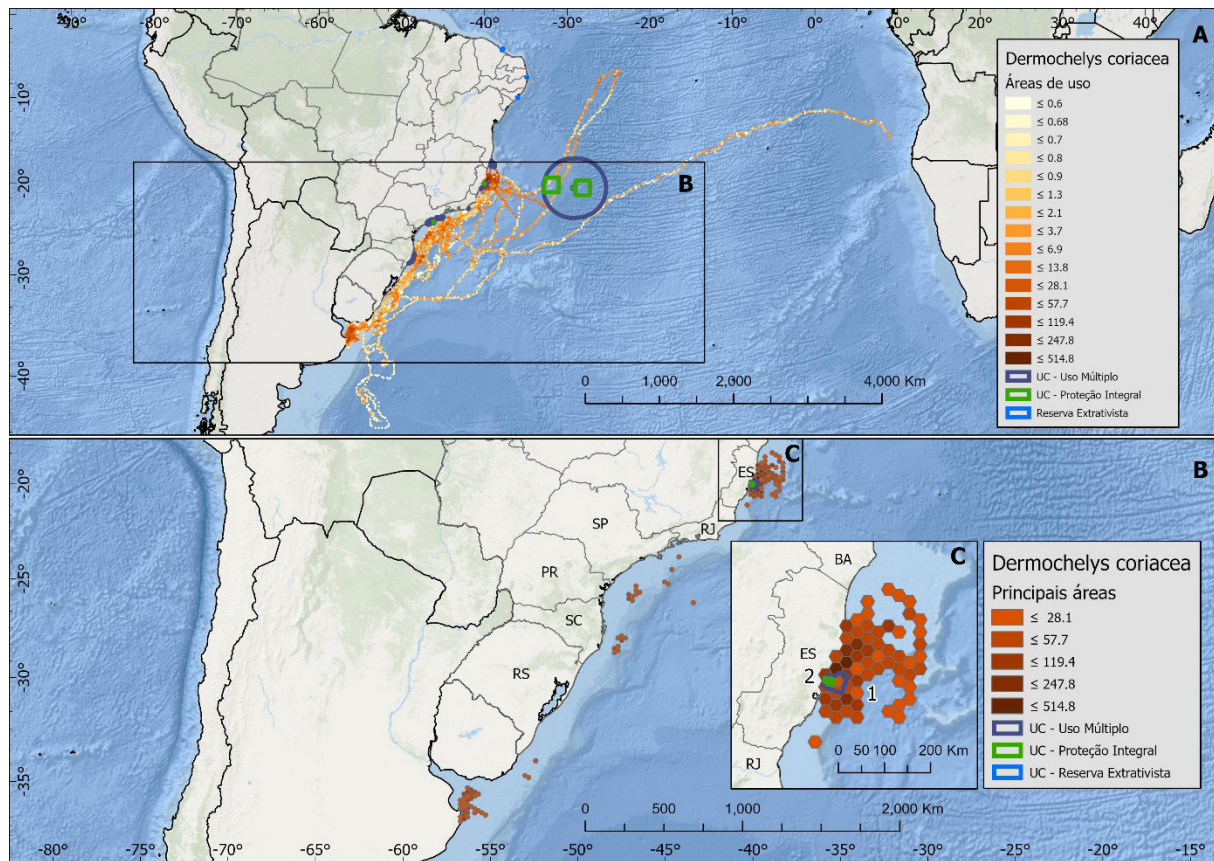 -90° -80° -70° -60° -50° -40° -30° -20° -10° 0° 10° 20° 30° 40°
A
Dermochelys coriacea
Áreas de uso
≤ 0.6
≤ 0.68
≤ 0.7
≤ 0.8
≤ 0.9
≤ 1.3
≤ 2.1
≤ 3.7
≤ 6.9
≤ 13.8
≤ 28.1
≤ 57.7
≤ 119.4
≤ 247.8
≤ 514.8
UC - Uso Múltiplo
UC - Proteção Integral
Reserva Extrativista
-10°
-20°
-30°
-40°
B
0 1,000 2,000 4,000 Km
B
C
ES
SP
RJ
PR
SC
RS
-20°
-25°
-30°
-35°
C
BA
ES
2
1
RJ
0 50 100 200 Km
Dermochelys coriacea
Principais áreas
≤ 28.1
≤ 57.7
≤ 119.4
≤ 247.8
≤ 514.8
UC - Uso Múltiplo
UC - Proteção Integral
UC - Reserva Extrativista
0 500 1,000 2,000 Km
-75° -70° -65° -60° -55° -50° -45° -40° -35° -30° -25° -20° -15°